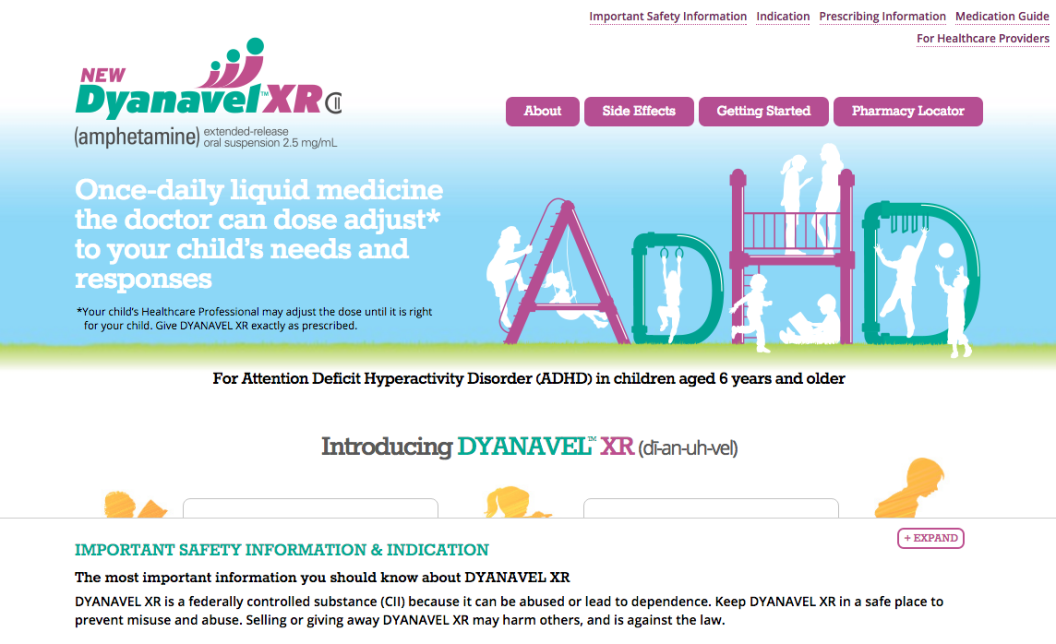 Important Safety Information Indication Prescribing Information Medication Guide
For Healthcare Providers
NEW
Dyanavel™ XR CII
(amphetamine) extended-release
oral suspension 2.5 mg/mL
About Side Effects Getting Started Pharmacy Locator
Once-daily liquid medicine
the doctor can dose adjust*
to your child's needs and
responses
*Your child's Healthcare Professional may adjust the dose until it is right
for your child. Give DYANAVEL XR exactly as prescribed.
ADHD
For Attention Deficit Hyperactivity Disorder (ADHD) in children aged 6 years and older
Introducing DYANAVEL™ XR (dī-an-uh-vel)
+ EXPAND
IMPORTANT SAFETY INFORMATION & INDICATION
The most important information you should know about DYANAVEL XR
DYANAVEL XR is a federally controlled substance (CII) because it can be abused or lead to dependence. Keep DYANAVEL XR in a safe place to
prevent misuse and abuse. Selling or giving away DYANAVEL XR may harm others, and is against the law.